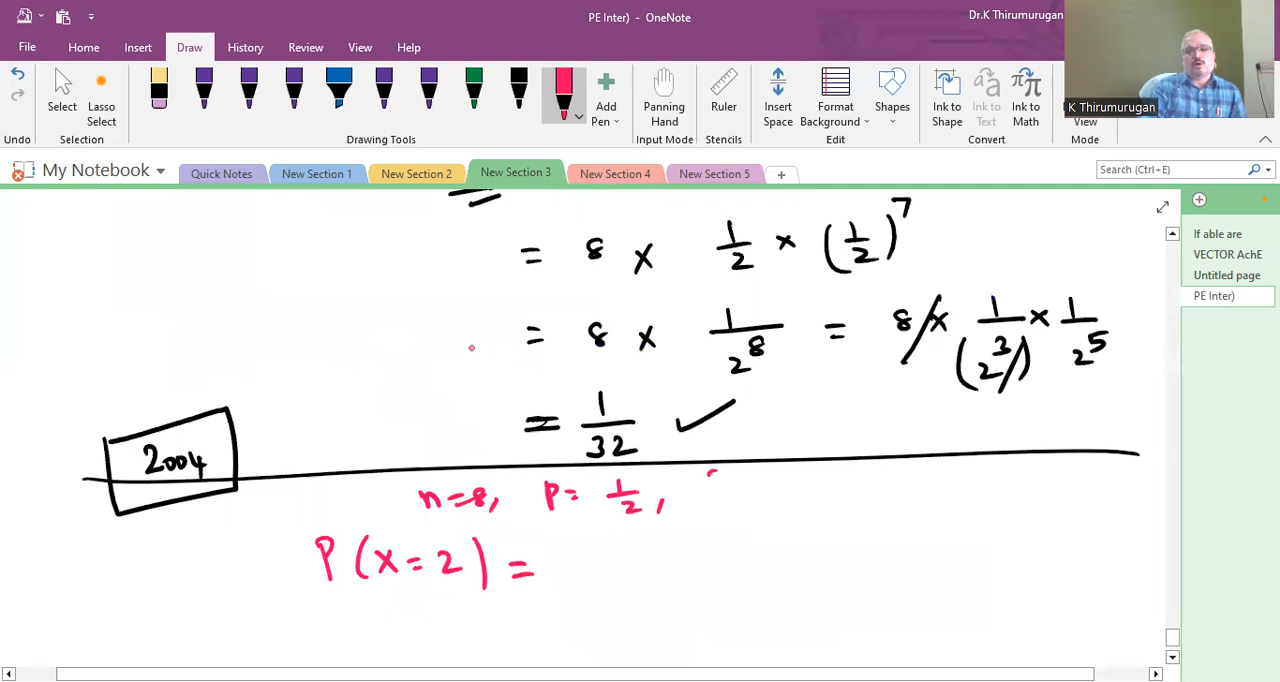 PE Inter) - OneNote
Dr.K Thirumurugan
File Home Insert Draw History Review View Help
Undo
Select
Lasso Select
Selection
Add Pen
Drawing Tools
Panning Hand
Input Mode
Ruler
Stencils
Insert Space
Format Background
Shapes
Edit
Ink to Shape
Ink to Text
Ink to Math
Convert
View
Mode
K Thirumurugan
My Notebook
Quick Notes
New Section 1
New Section 2
New Section 3
New Section 4
New Section 5
Search (Ctrl+E)
If able are
VECTOR AchE
Untitled page
PE Inter)
= 8 × 1/2 × (1/2)^7
= 8 × 1/2^8 = 8 × 1/(2^3) × 1/2^5
= 1/32 ✓
2004
n=8, p= 1/2,
P(X=2) =